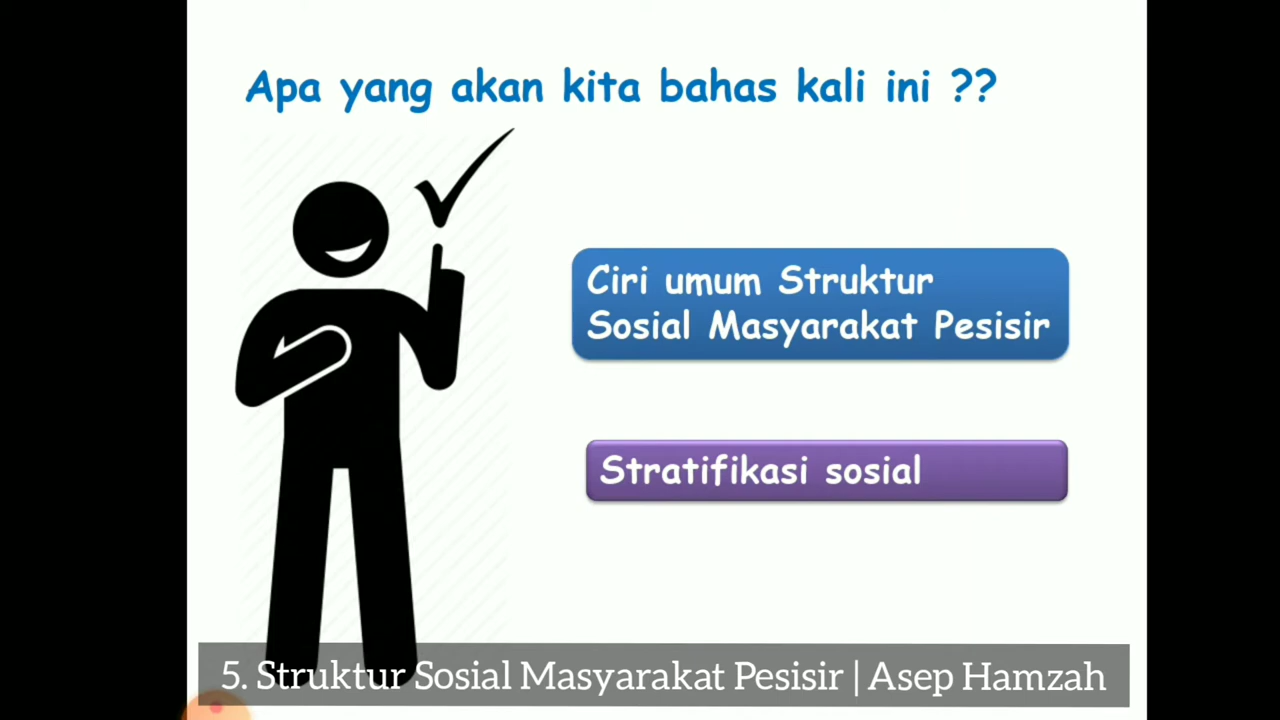 Apa yang akan kita bahas kali ini ??
Ciri umum Struktur
Sosial Masyarakat Pesisir
Stratifikasi sosial
5. Struktur Sosial Masyarakat Pesisir | Asep Hamzah